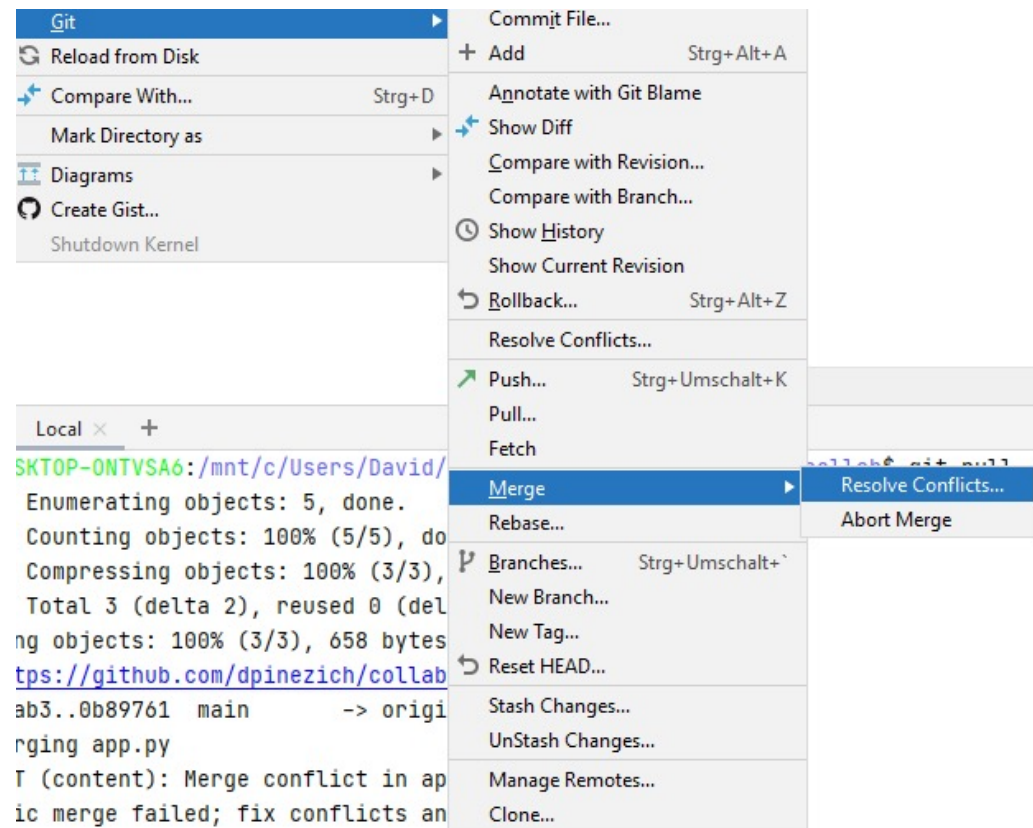 Git
Reload from Disk
Compare With... Strg+D
Mark Directory as
Diagrams
Create Gist...
Shutdown Kernel
Commit File...
+ Add Strg+Alt+A
Annotate with Git Blame
Show Diff
Compare with Revision...
Compare with Branch...
Show History
Show Current Revision
Rollback... Strg+Alt+Z
Resolve Conflicts...
Push... Strg+Umschalt+K
Pull...
Fetch
Merge
Rebase...
Branches... Strg+Umschalt+`
New Branch...
New Tag...
Reset HEAD...
Stash Changes...
UnStash Changes...
Manage Remotes...
Clone...
Resolve Conflicts...
Abort Merge
Local × +
SKTOP-ONTVSA6:/mnt/c/Users/David/ $ git pull
Enumerating objects: 5, done.
Counting objects: 100% (5/5), do
Compressing objects: 100% (3/3),
Total 3 (delta 2), reused 0 (del
ng objects: 100% (3/3), 658 bytes
tps://github.com/dpinezich/collab
ab3..0b89761 main -> origi
rging app.py
T (content): Merge conflict in ap
ic merge failed; fix conflicts an